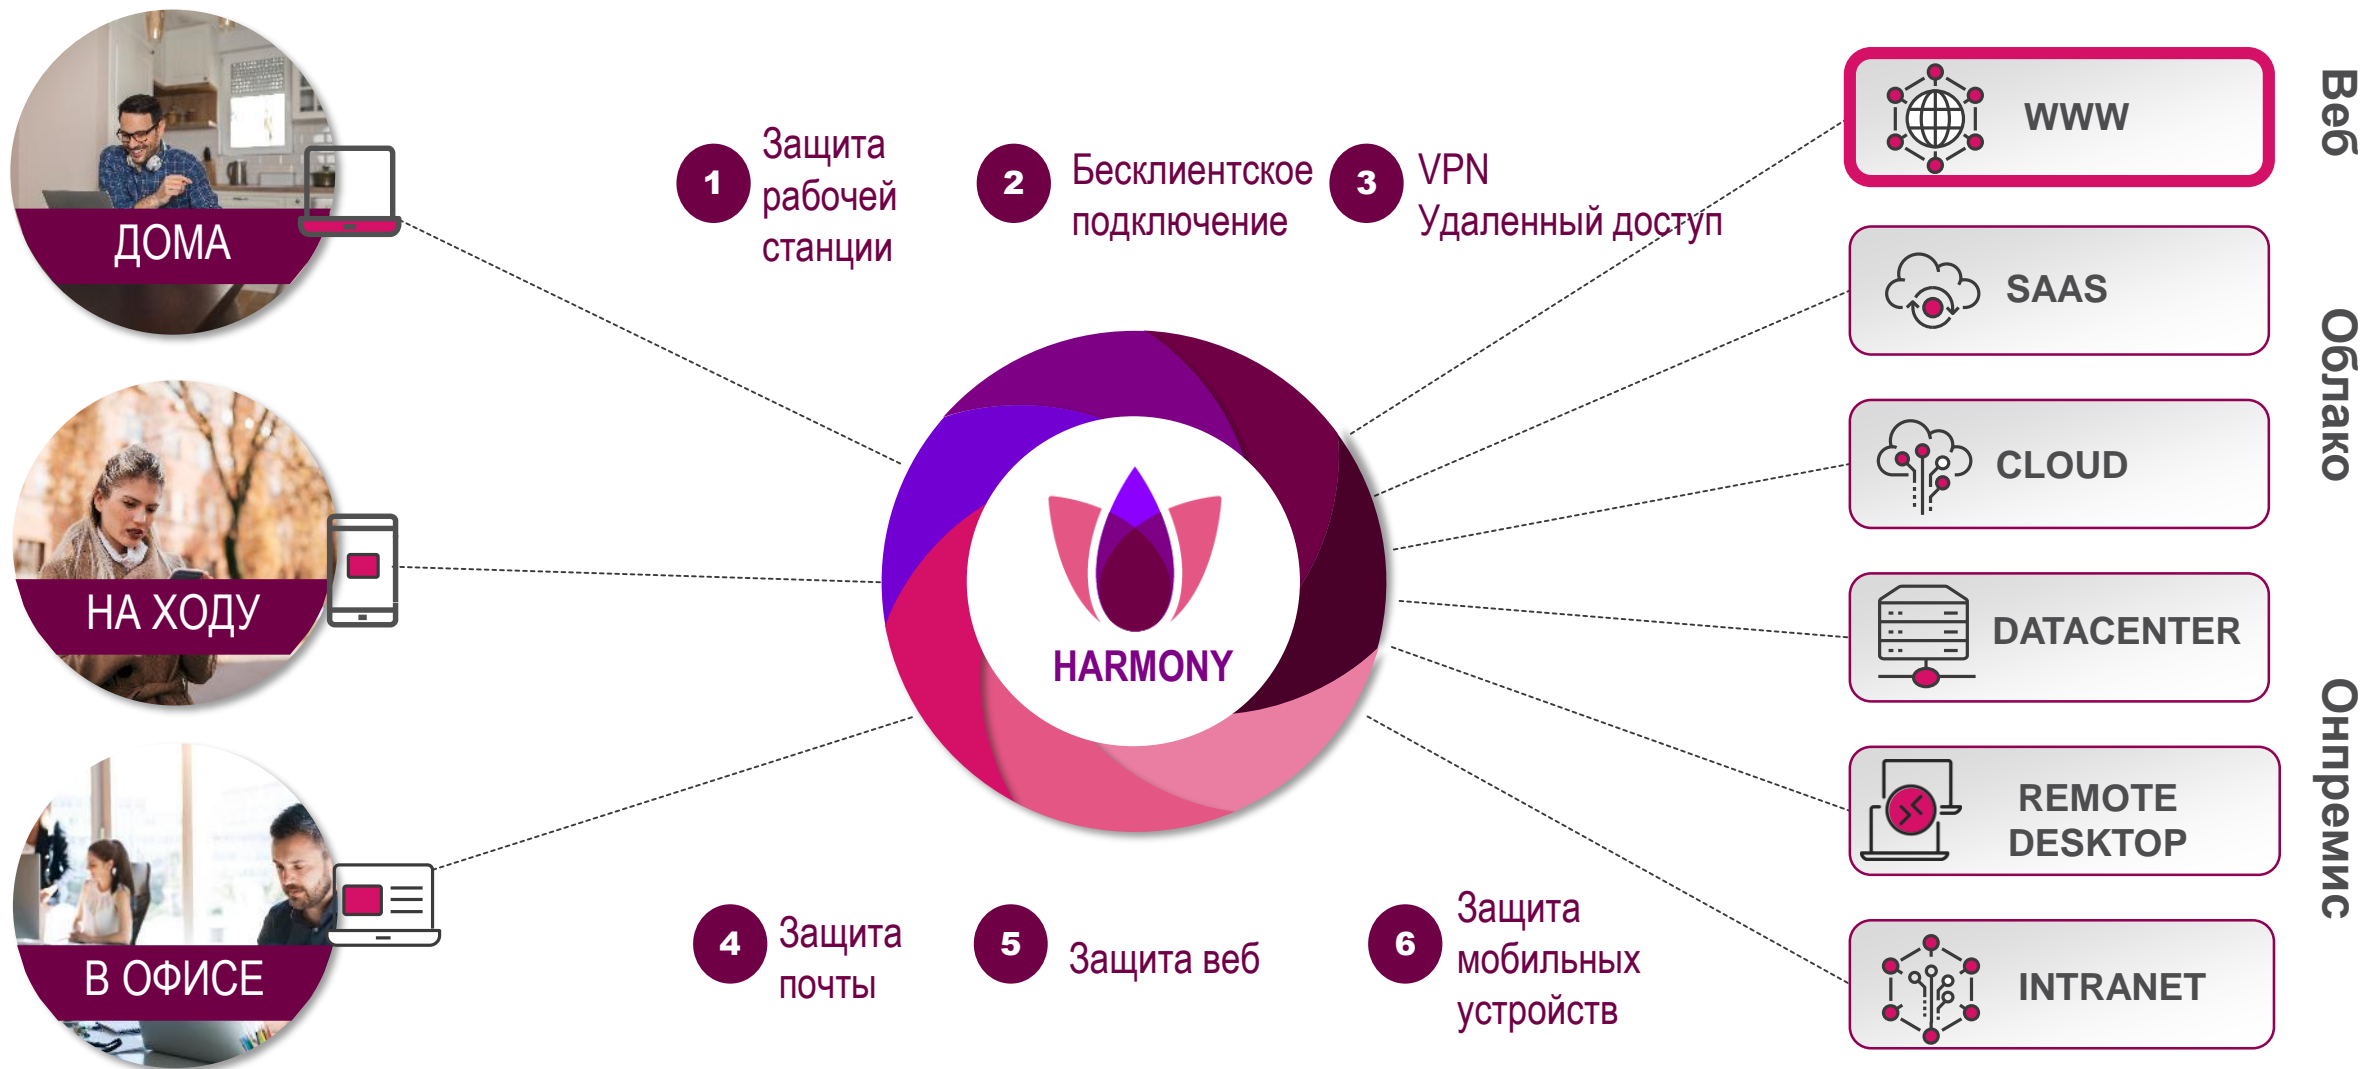 ДОМА
НА ХОДУ
В ОФИСЕ
1
Защита
рабочей
станции
2
Бесклиентское
подключение
3
VPN
Удаленный доступ
HARMONY
4
Защита
почты
5
Защита веб
6
Защита
мобильных
устройств
WWW
SAAS
CLOUD
DATACENTER
REMOTE
DESKTOP
INTRANET
Веб
Облако
Онпремис